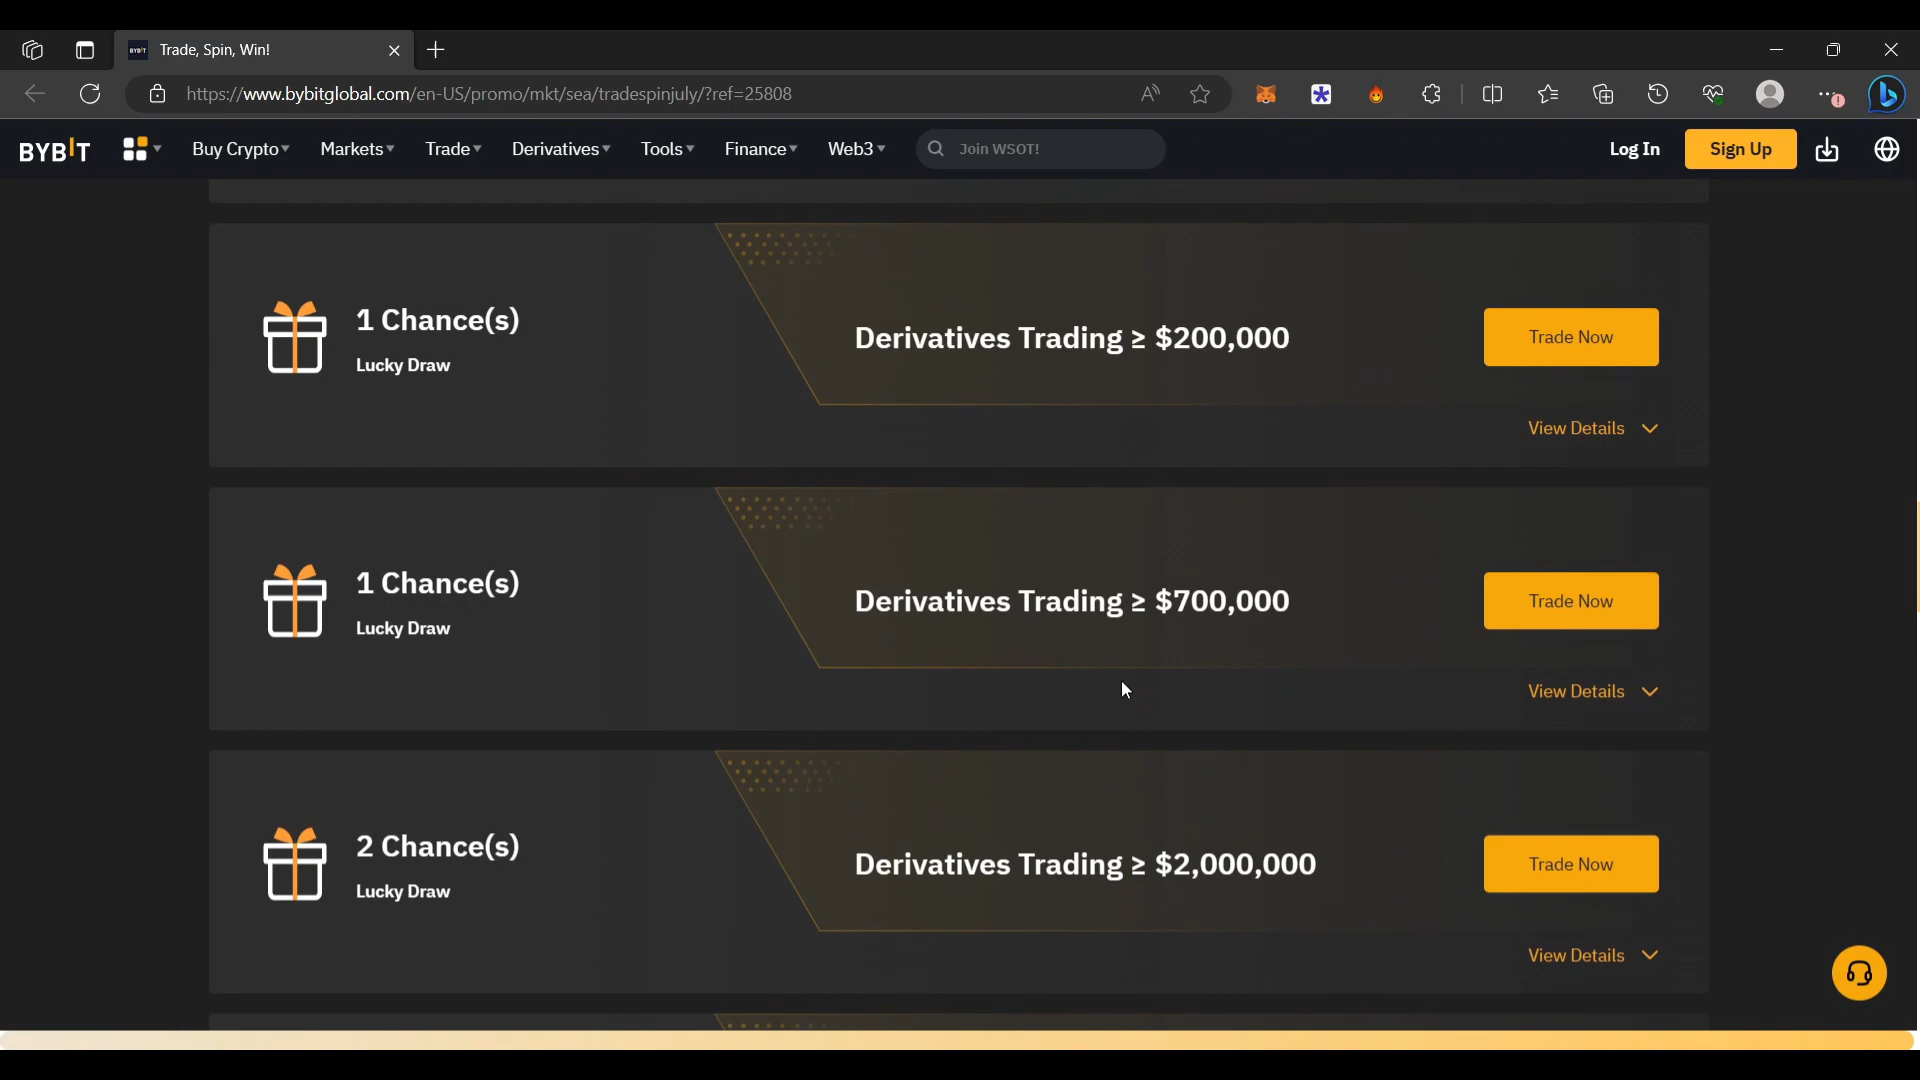 BYBIT Trade, Spin, Win!
https://www.bybitglobal.com/en-US/promo/mkt/sea/tradespinjuly/?ref=25808
BYBIT Buy Crypto Markets Trade Derivatives Tools Finance Web3 Join WSOT! Log In Sign Up
1 Chance(s)
Lucky Draw
Derivatives Trading ≥ $200,000
Trade Now
View Details
1 Chance(s)
Lucky Draw
Derivatives Trading ≥ $700,000
Trade Now
View Details
2 Chance(s)
Lucky Draw
Derivatives Trading ≥ $2,000,000
Trade Now
View Details